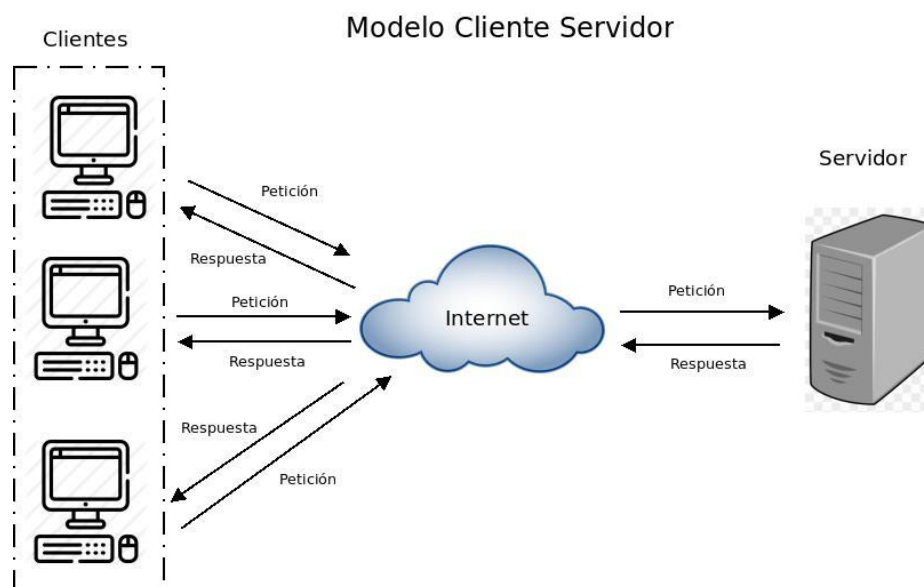 Modelo Cliente Servidor
Clientes
Servidor
Petición
Respuesta
Petición
Respuesta
Respuesta
Petición
Internet
Petición
Respuesta